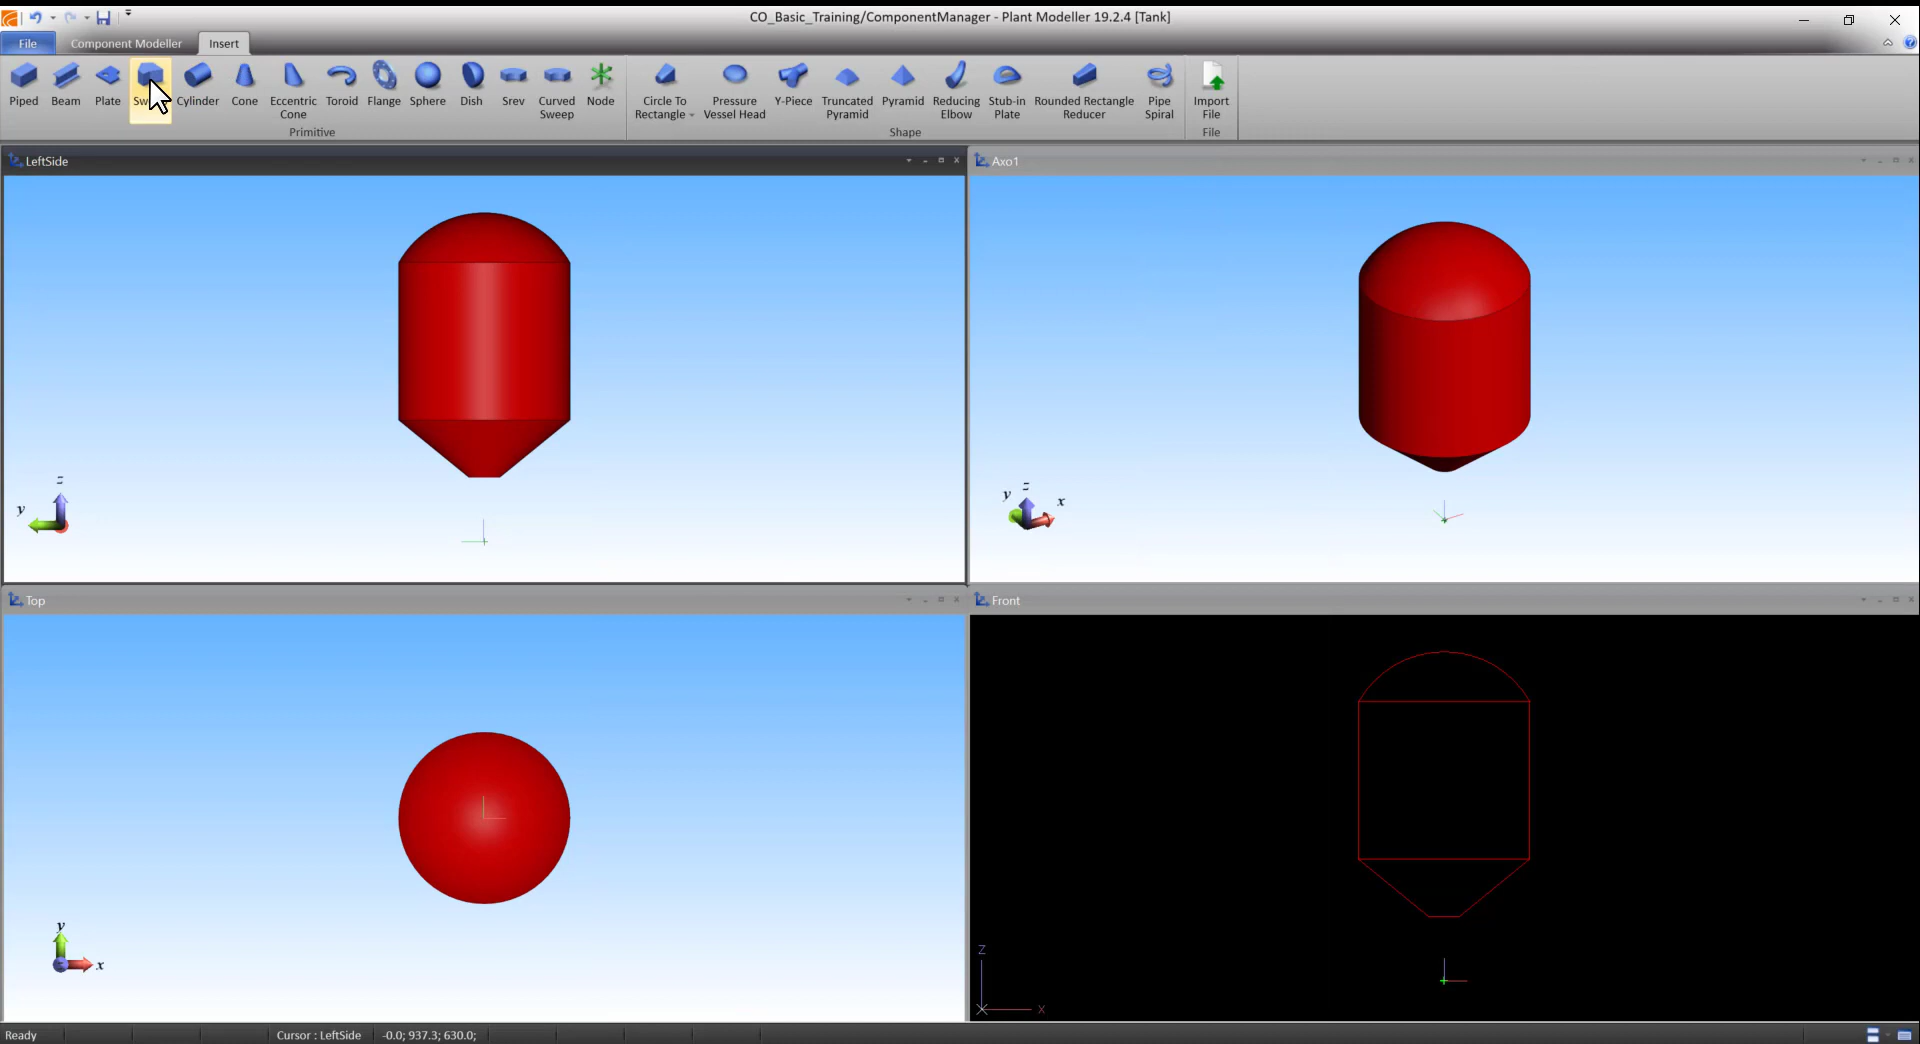 CO_Basic_Training/ComponentManager - Plant Modeller 19.2.4 [Tank]
File
Component Modeller
Insert
Piped
Beam
Plate
Cylinder
Cone
Eccentric
Cone
Toroid
Flange
Sphere
Dish
Srev
Curved
Sweep
Node
Primitive
Circle To
Rectangle
Pressure
Vessel Head
Y-Piece
Truncated
Pyramid
Pyramid
Reducing
Elbow
Stub-in
Plate
Rounded Rectangle
Reducer
Pipe
Spiral
Shape
Import
File
File
LeftSide
z
y
Axo1
y z x
Top
y
x
Front
Z
X
Ready
Cursor : LeftSide
-0.0; 937.3; 630.0;